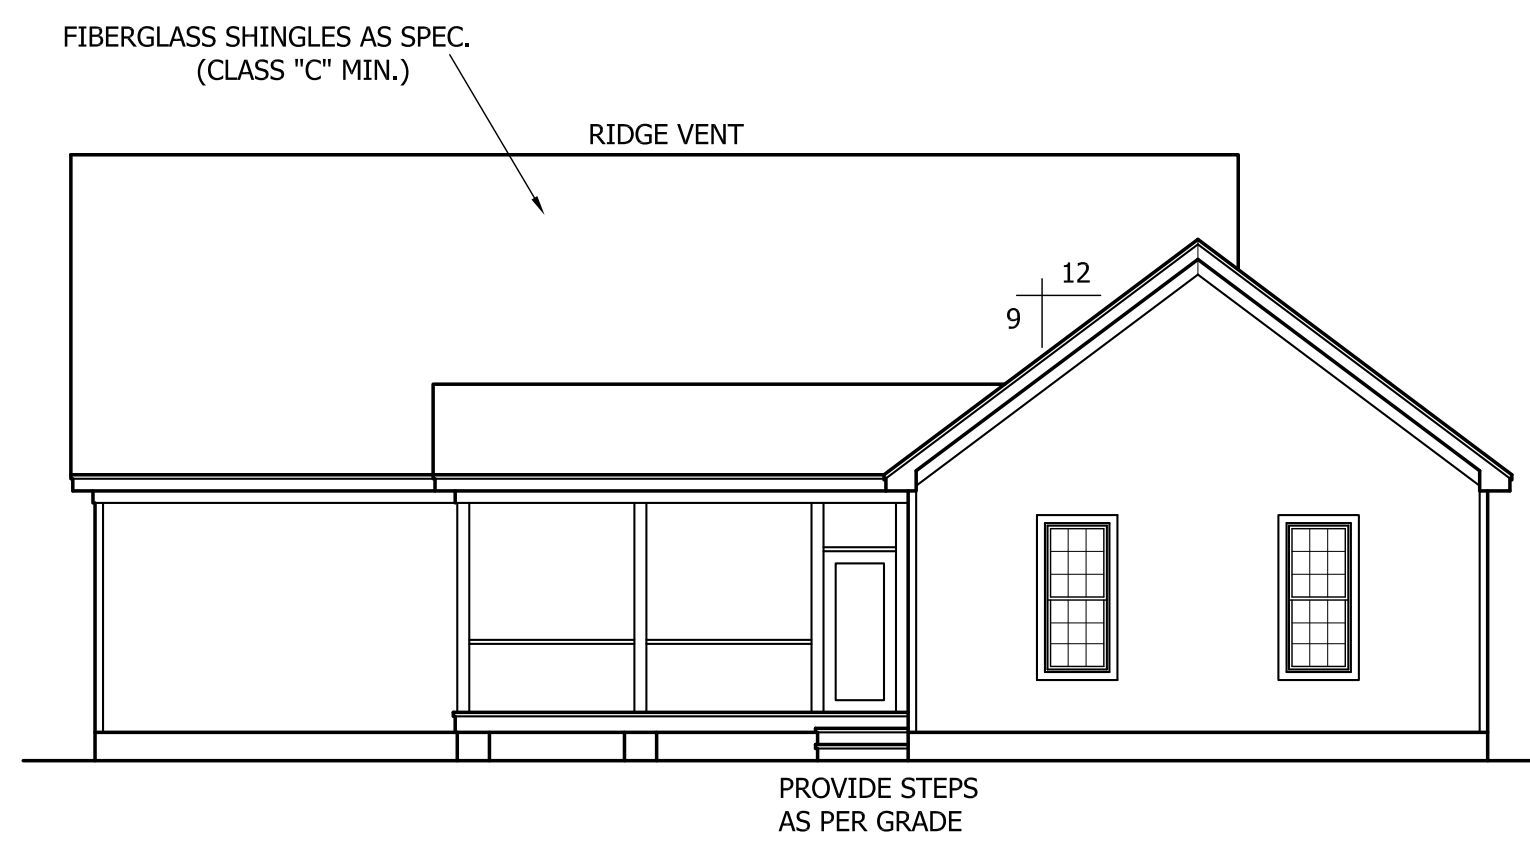 FIBERGLASS SHINGLES AS SPEC.
(CLASS "C" MIN.)
RIDGE VENT
12
9
PROVIDE STEPS
AS PER GRADE